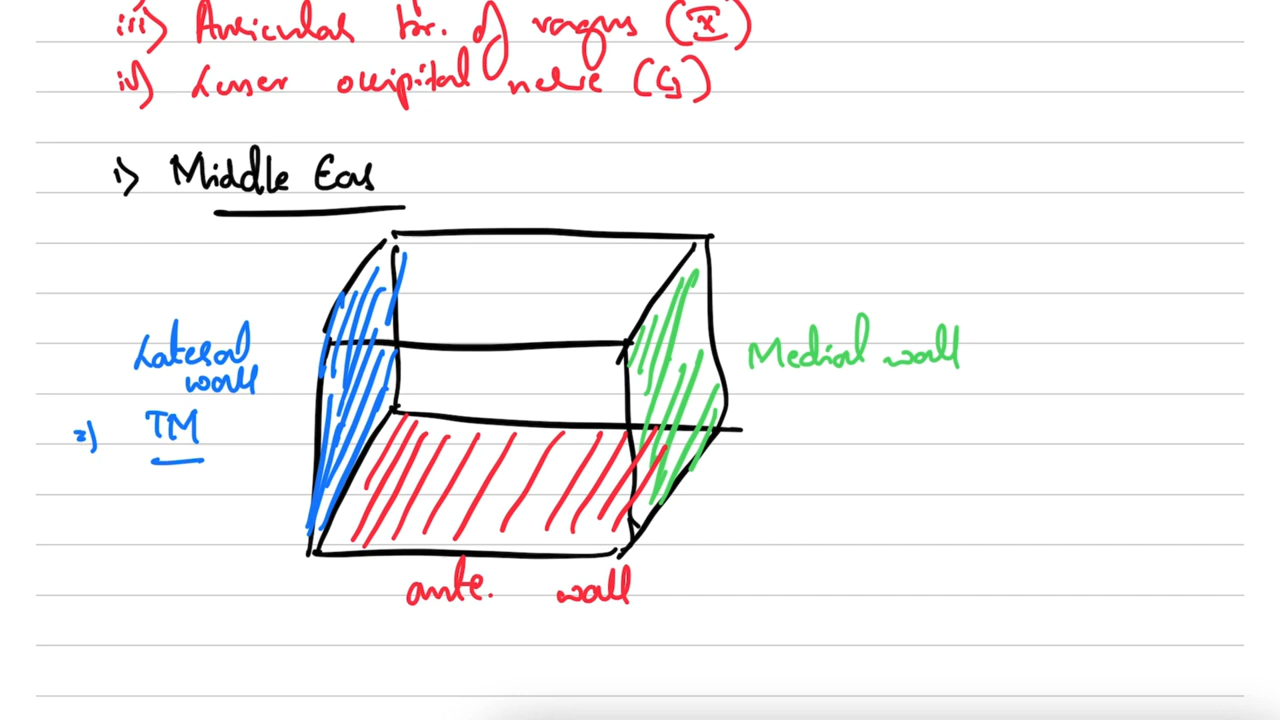 iii) Auricular br. of vagus (X)
iv) Lesser occipital nerve (C2)
i) Middle Ear
Lateral wall
2) TM
Medial wall
ante. wall